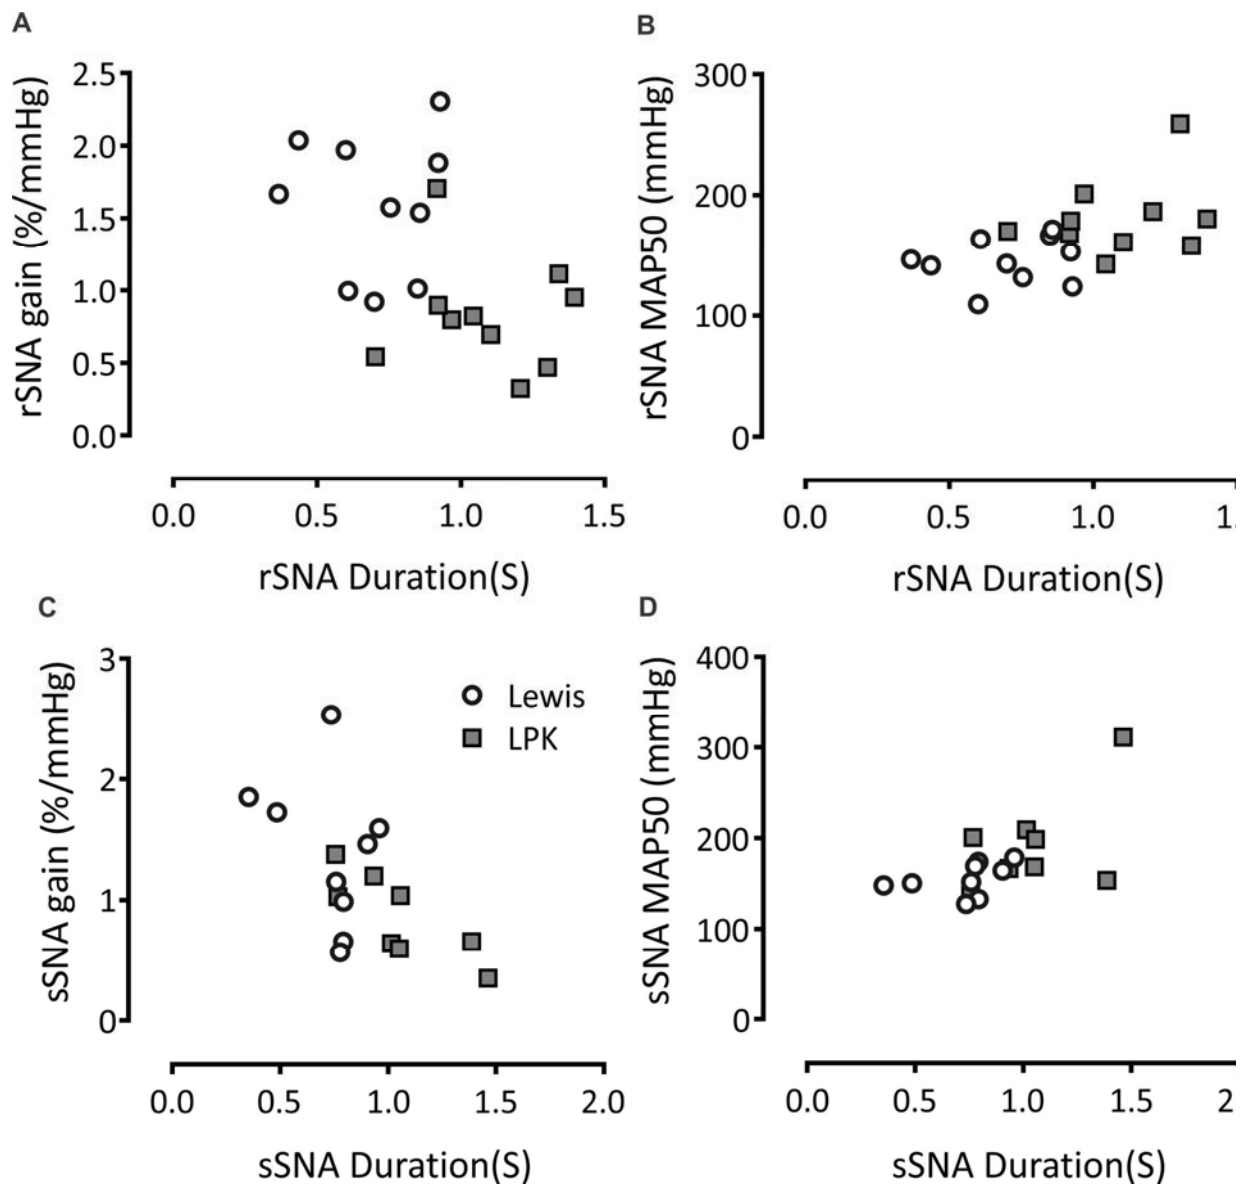 A
rSNA gain (%/mmHg)
2.5
2.0
1.5
1.0
0.5
0.0
0.0 0.5 1.0 1.5
rSNA Duration(S)
B
rSNA MAP50 (mmHg)
300
200
100
0
0.0 0.5 1.0 1.
rSNA Duration(S)
C
sSNA gain (%/mmHg)
3
2
1
0
Lewis
LPK
0.0 0.5 1.0 1.5 2.0
sSNA Duration(S)
D
sSNA MAP50 (mmHg)
400
300
200
100
0
0.0 0.5 1.0 1.5 2
sSNA Duration(S)